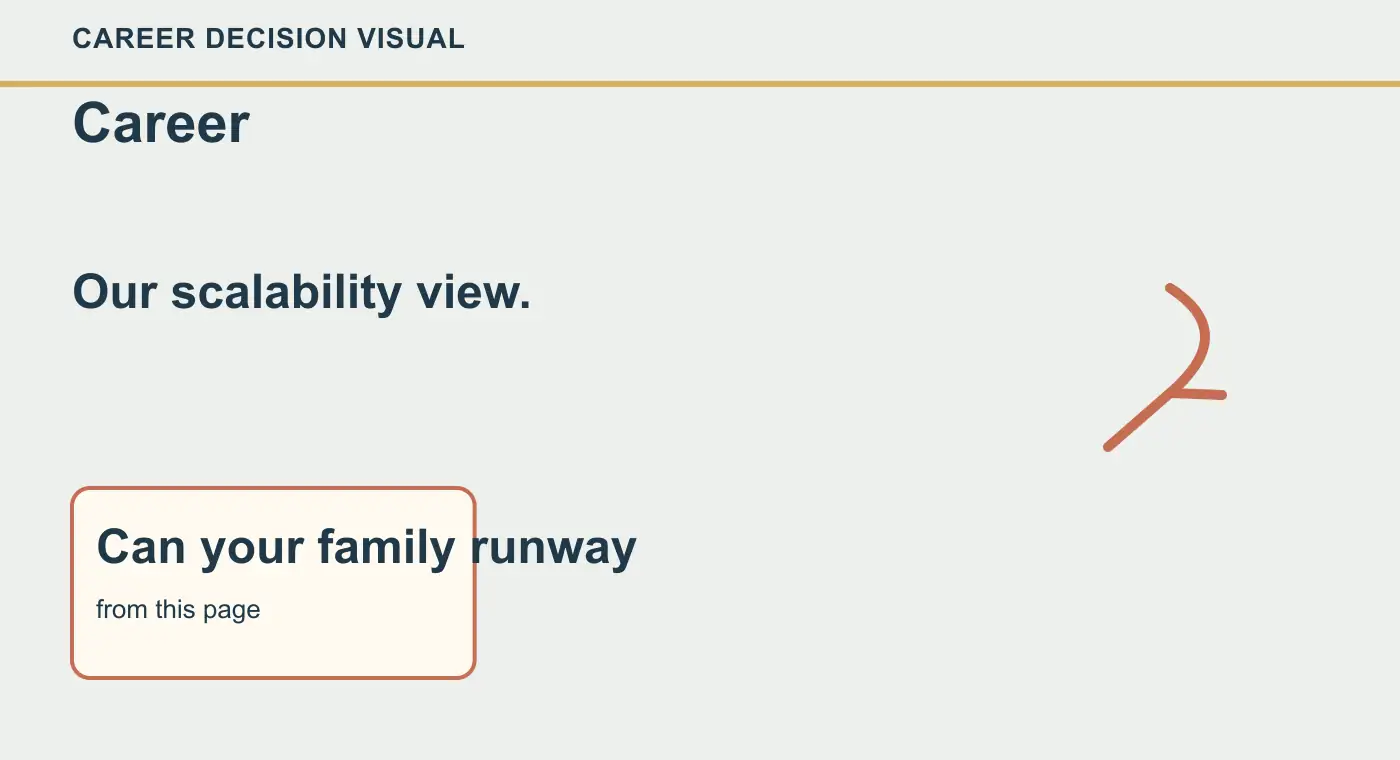 CAREER DECISION VISUAL
Career
Our scalability view.
Can your family runway
from this page